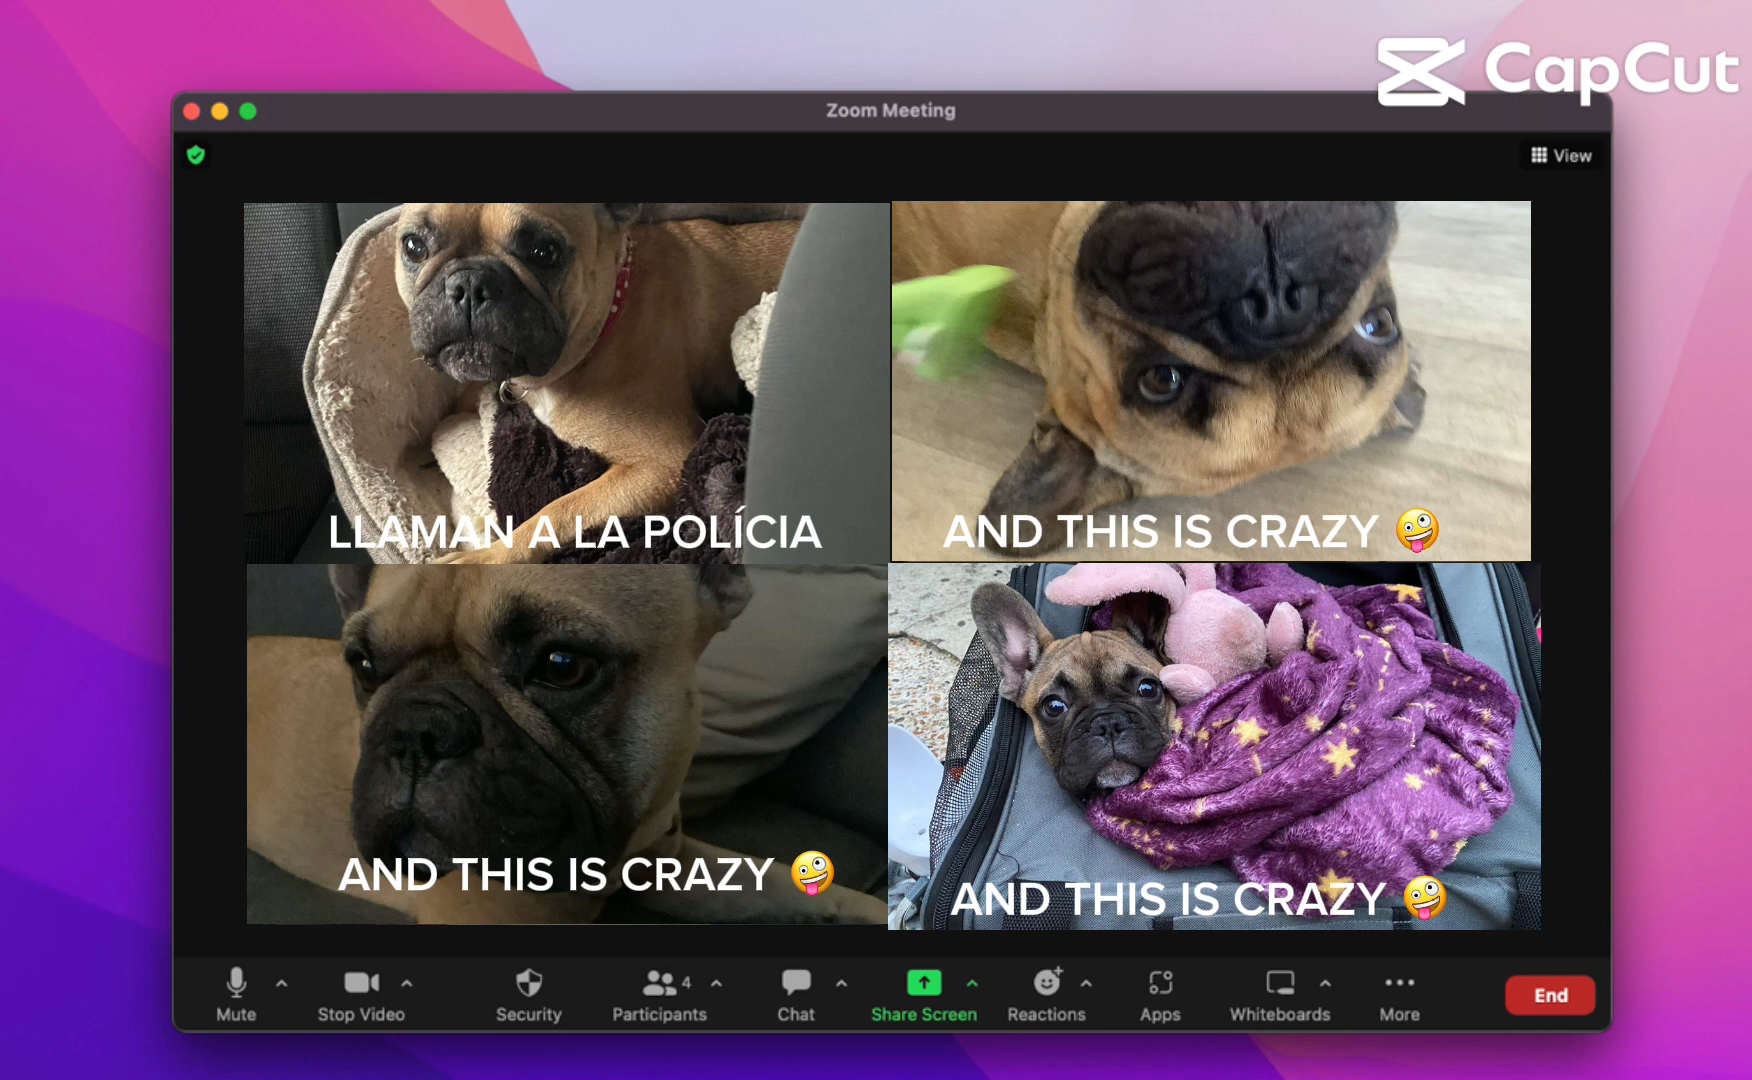 CapCut
Zoom Meeting
View
LLAMAN A LA POLÍCIA
AND THIS IS CRAZY 🤪
AND THIS IS CRAZY 🤪
AND THIS IS CRAZY 🤪
Mute
Stop Video
Security
4
Participants
Chat
Share Screen
Reactions
Apps
Whiteboards
More
End